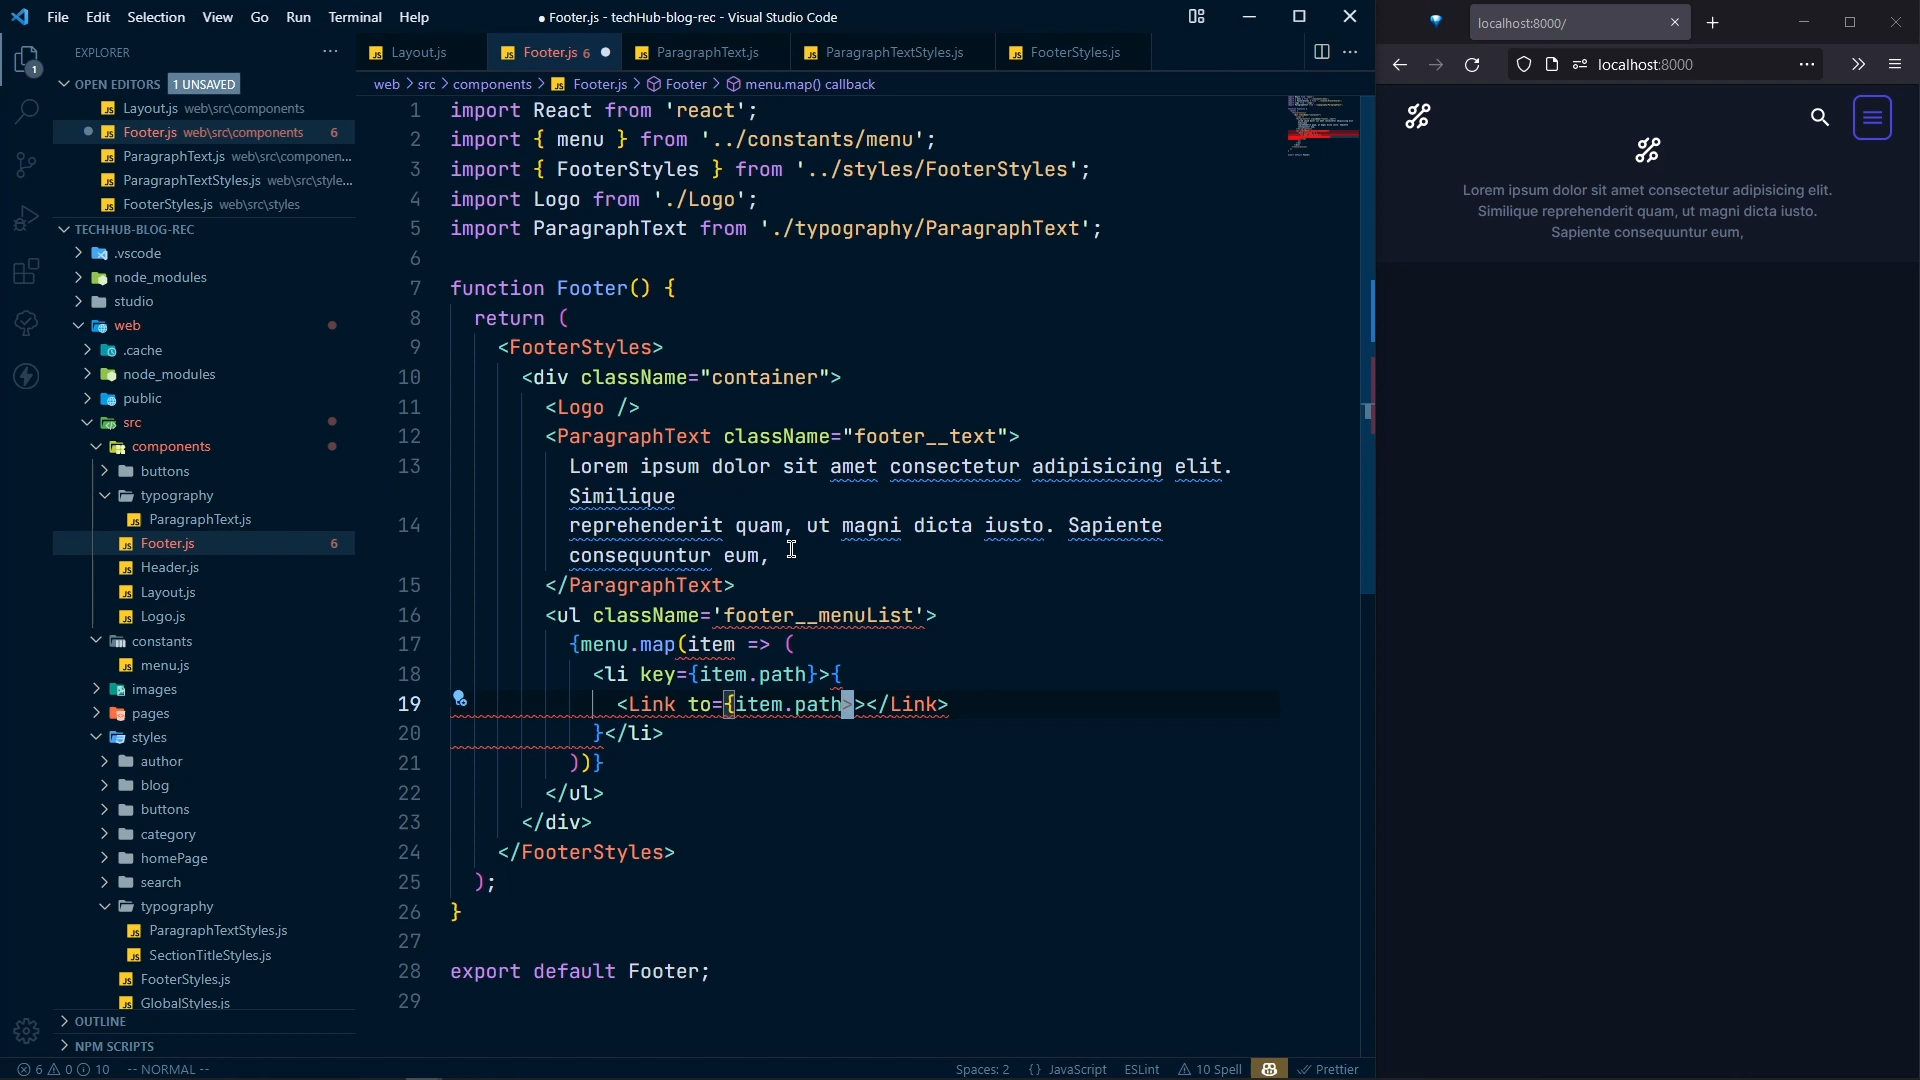 File Edit Selection View Go Run Terminal Help
● Footer.js - techHub-blog-rec - Visual Studio Code
EXPLORER
OPEN EDITORS 1 UNSAVED
Layout.js web\src\components
Footer.js web\src\components 6
ParagraphText.js web\src\componen...
ParagraphTextStyles.js web\src\style...
FooterStyles.js web\src\styles
TECHHUB-BLOG-REC
.vscode
node_modules
studio
web
.cache
node_modules
public
src
components
buttons
typography
ParagraphText.js
Footer.js 6
Header.js
Layout.js
Logo.js
constants
menu.js
images
pages
styles
author
blog
buttons
category
homePage
search
typography
ParagraphTextStyles.js
SectionTitleStyles.js
FooterStyles.js
GlobalStyles.js
OUTLINE
NPM SCRIPTS
1
Layout.js Footer.js 6 ParagraphText.js ParagraphTextStyles.js FooterStyles.js
web > src > components > Footer.js > Footer > menu.map() callback
1 import React from 'react';
2 import { menu } from '../constants/menu';
3 import { FooterStyles } from '../styles/FooterStyles';
4 import Logo from './Logo';
5 import ParagraphText from './typography/ParagraphText';
6
7 function Footer() {
8 return (
9 <FooterStyles>
10 <div className="container">
11 <Logo />
12 <ParagraphText className="footer__text">
13 Lorem ipsum dolor sit amet consectetur adipisicing elit.
Similique
14 reprehenderit quam, ut magni dicta iusto. Sapiente
consequuntur eum,
15 </ParagraphText>
16 <ul className='footer__menuList'>
17 {menu.map(item => (
18 <li key={item.path}>{
19 <Link to={item.path>></Link>
20 }</li>
21 ))}
22 </ul>
23 </div>
24 </FooterStyles>
25 );
26 }
27
28 export default Footer;
29
6 0 10 -- NORMAL -- Spaces: 2 {} JavaScript ESLint 10 Spell Prettier
localhost:8000/
localhost:8000
Lorem ipsum dolor sit amet consectetur adipisicing elit.
Similique reprehenderit quam, ut magni dicta iusto.
Sapiente consequuntur eum,